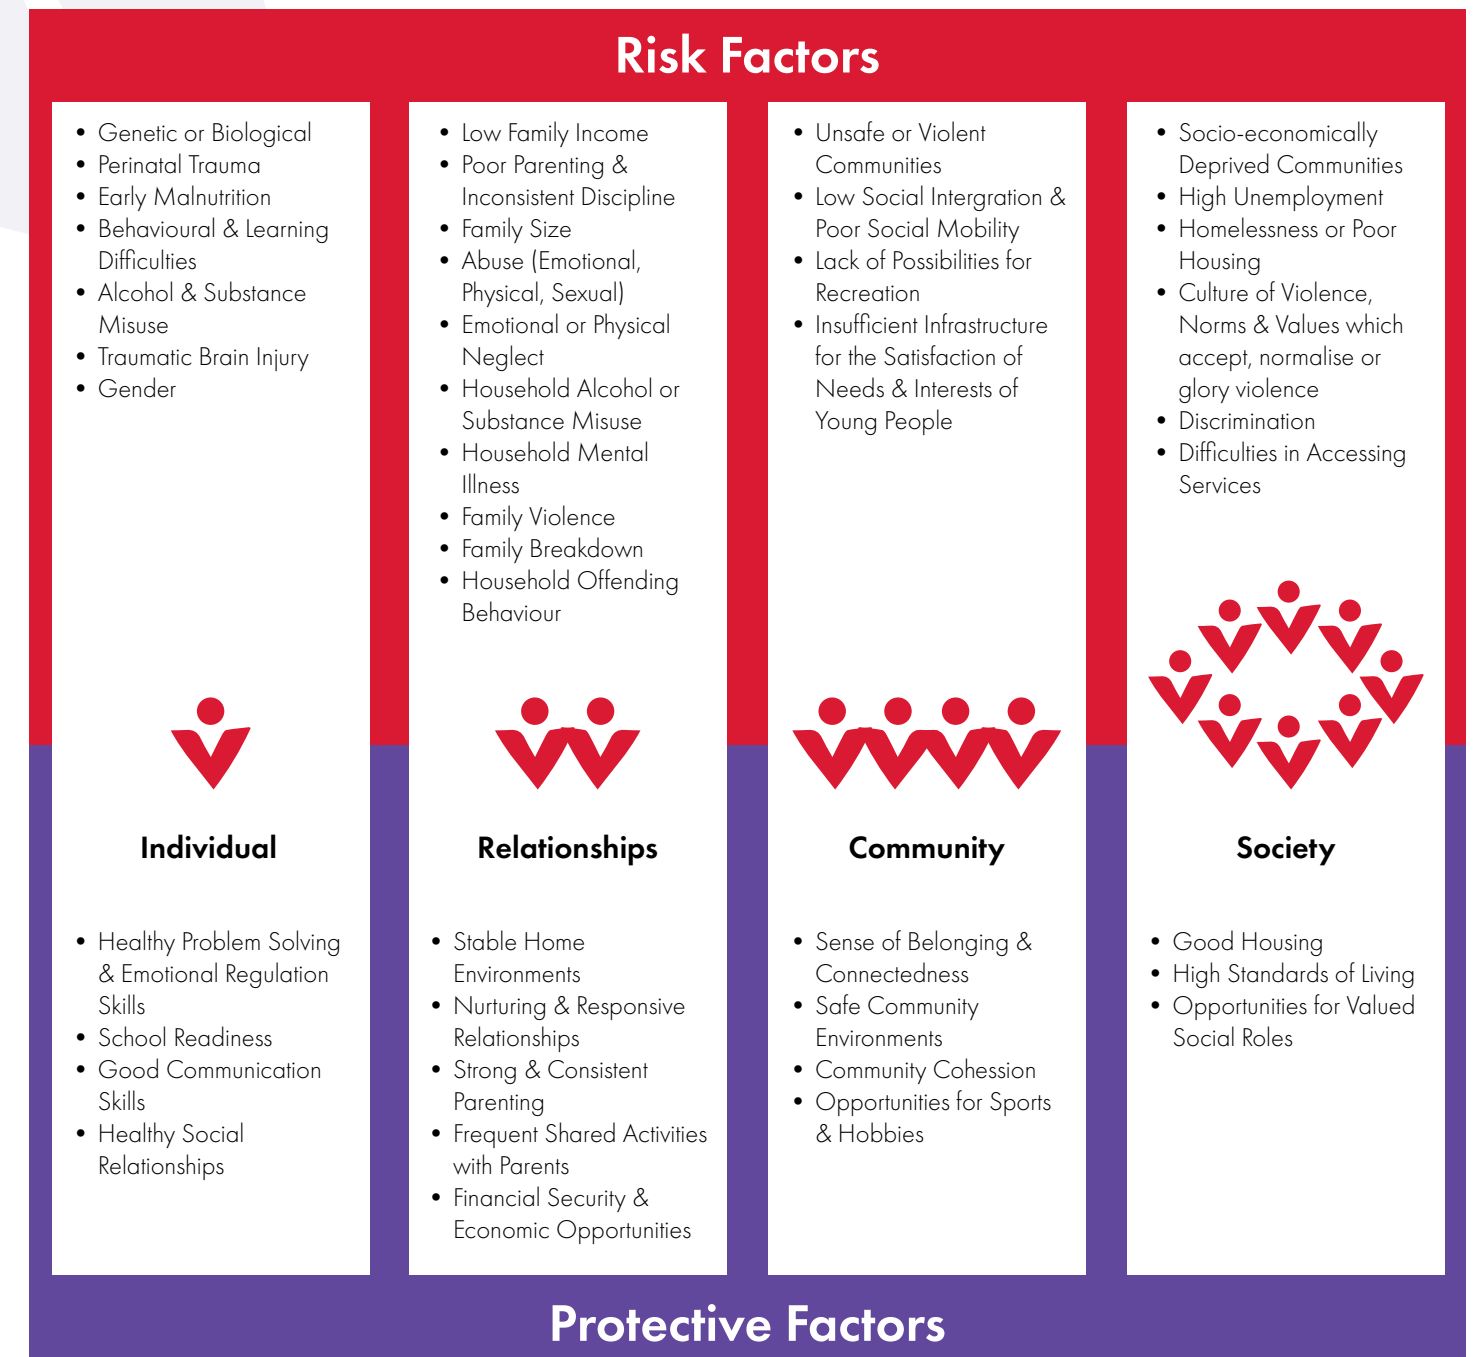 Risk Factors
• Genetic or Biological
• Perinatal Trauma
• Early Malnutrition
• Behavioural & Learning
Difficulties
• Alcohol & Substance
Misuse
• Traumatic Brain Injury
• Gender
• Low Family Income
• Poor Parenting &
Inconsistent Discipline
• Family Size
• Abuse (Emotional,
Physical, Sexual)
• Emotional or Physical
Neglect
• Household Alcohol or
Substance Misuse
• Household Mental
Illness
• Family Violence
• Family Breakdown
• Household Offending
Behaviour
• Unsafe or Violent
Communities
• Low Social Intergration &
Poor Social Mobility
• Lack of Possibilities for
Recreation
• Insufficient Infrastructure
for the Satisfaction of
Needs & Interests of
Young People
• Socio-economically
Deprived Communities
• High Unemployment
• Homelessness or Poor
Housing
• Culture of Violence,
Norms & Values which
accept, normalise or
glory violence
• Discrimination
• Difficulties in Accessing
Services
Individual
Relationships
Community
Society
• Healthy Problem Solving
& Emotional Regulation
Skills
• School Readiness
• Good Communication
Skills
• Healthy Social
Relationships
• Stable Home
Environments
• Nurturing & Responsive
Relationships
• Strong & Consistent
Parenting
• Frequent Shared Activities
with Parents
• Financial Security &
Economic Opportunities
• Sense of Belonging &
Connectedness
• Safe Community
Environments
• Community Cohession
• Opportunities for Sports
& Hobbies
• Good Housing
• High Standards of Living
• Opportunities for Valued
Social Roles
Protective Factors